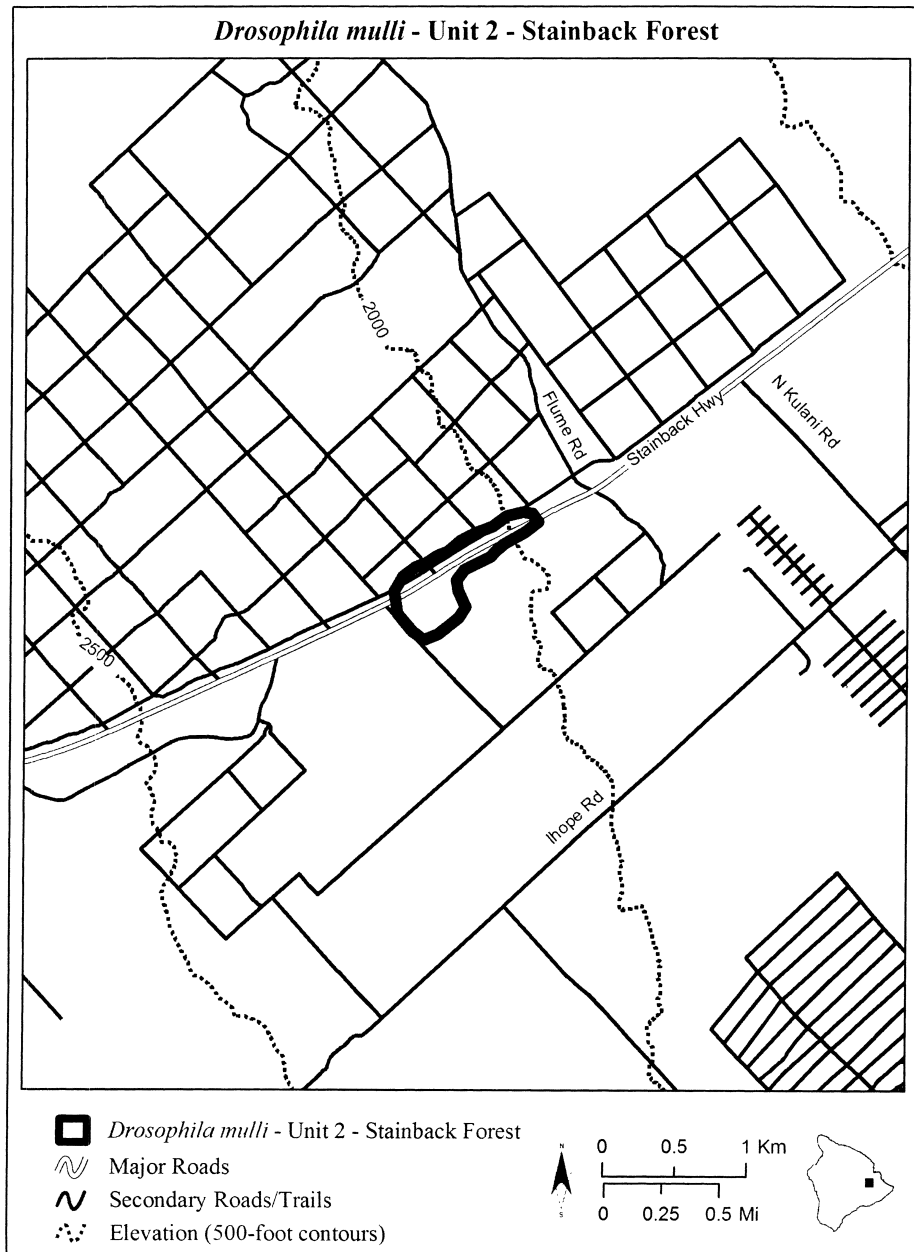 Drosophila mulli - Unit 2 - Stainback Forest
2000
Flume Rd
Stainback Hwy
N Kulani Rd
2500
Ihope Rd
Drosophila mulli - Unit 2 - Stainback Forest
Major Roads
Secondary Roads/Trails
Elevation (500-foot contours)
N
S
0 0.5 1 Km
0 0.25 0.5 Mi